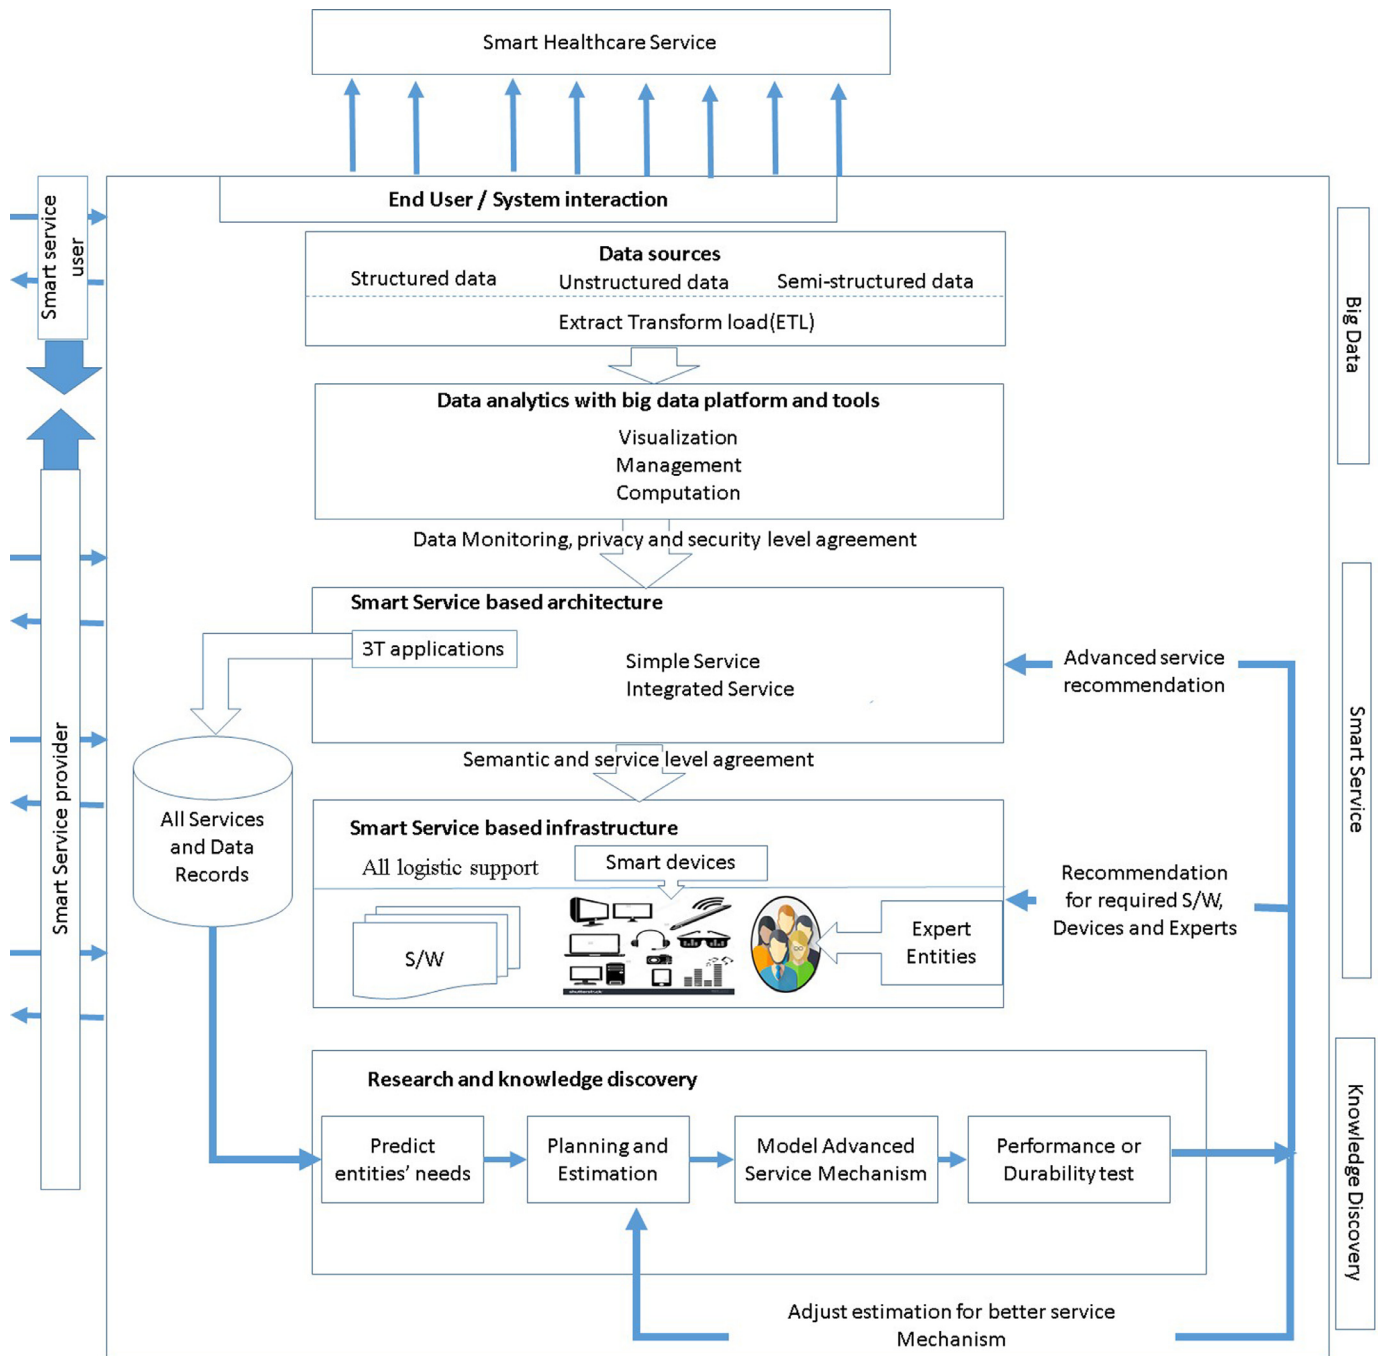 Smart Healthcare Service
End User / System interaction
Smart service
user
Data sources
Structured data
Unstructured data
Semi-structured data
Extract Transform load(ETL)
Big Data
Data analytics with big data platform and tools
Visualization
Management
Computation
Data Monitoring, privacy and security level agreement
Smart Service based architecture
3T applications
Simple Service
Integrated Service
Advanced service
recommendation
Smart Service
Smart Service provider
Semantic and service level agreement
All Services
and Data
Records
Smart Service based infrastructure
All logistic support
Smart devices
S/W
Expert
Entities
Recommendation
for required S/W,
Devices and Experts
Research and knowledge discovery
Predict
entities’ needs
Planning and
Estimation
Model Advanced
Service Mechanism
Performance or
Durability test
Knowledge Discovery
Adjust estimation for better service
Mechanism